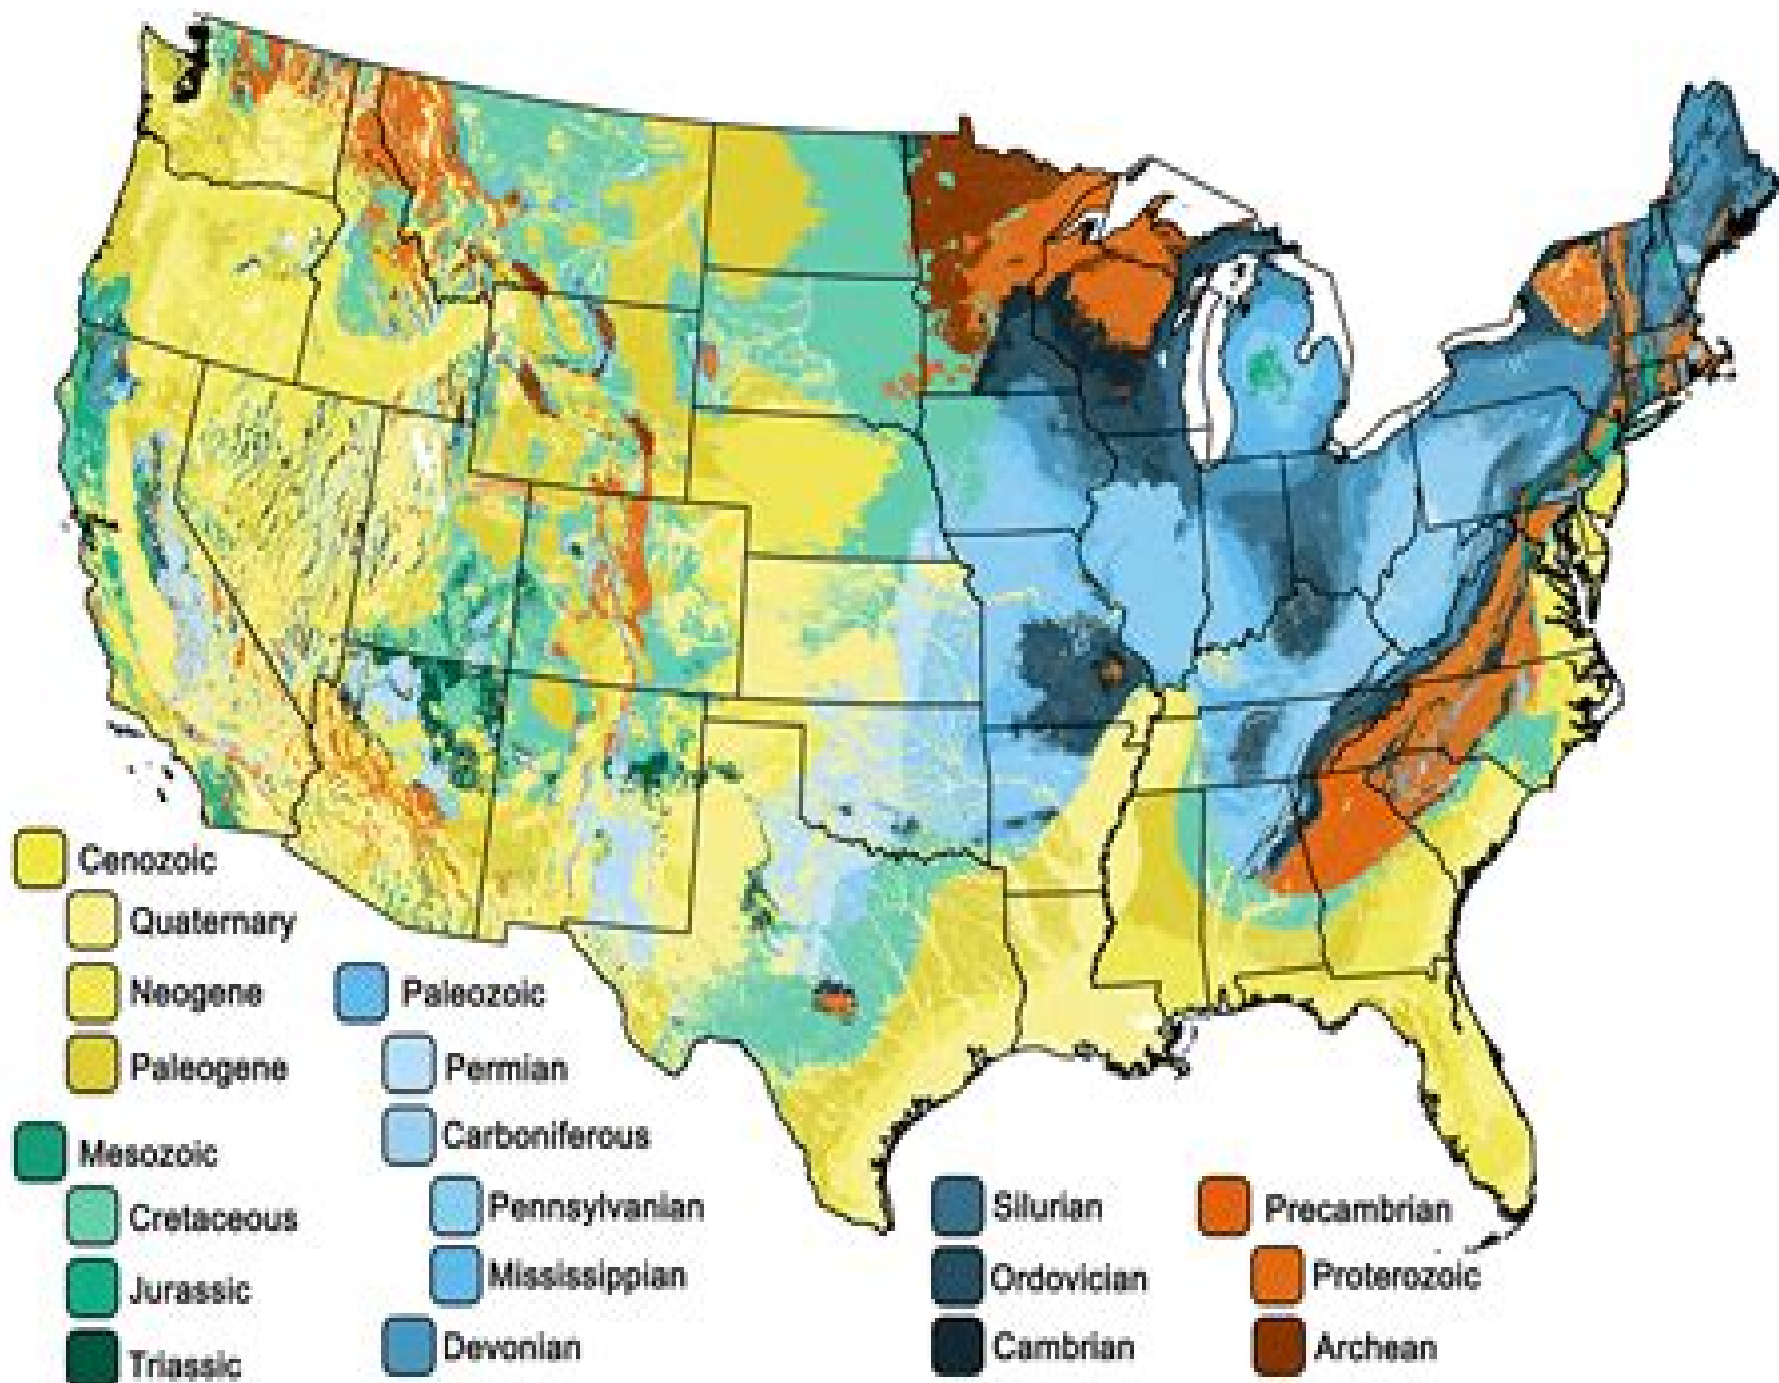 Cenozoic
Quaternary
Neogene
Paleogene
Mesozoic
Cretaceous
Jurassic
Triassic
Paleozoic
Permian
Carboniferous
Pennsylvanian
Mississippian
Devonian
Silurian
Ordovician
Cambrian
Precambrian
Proterozoic
Archean